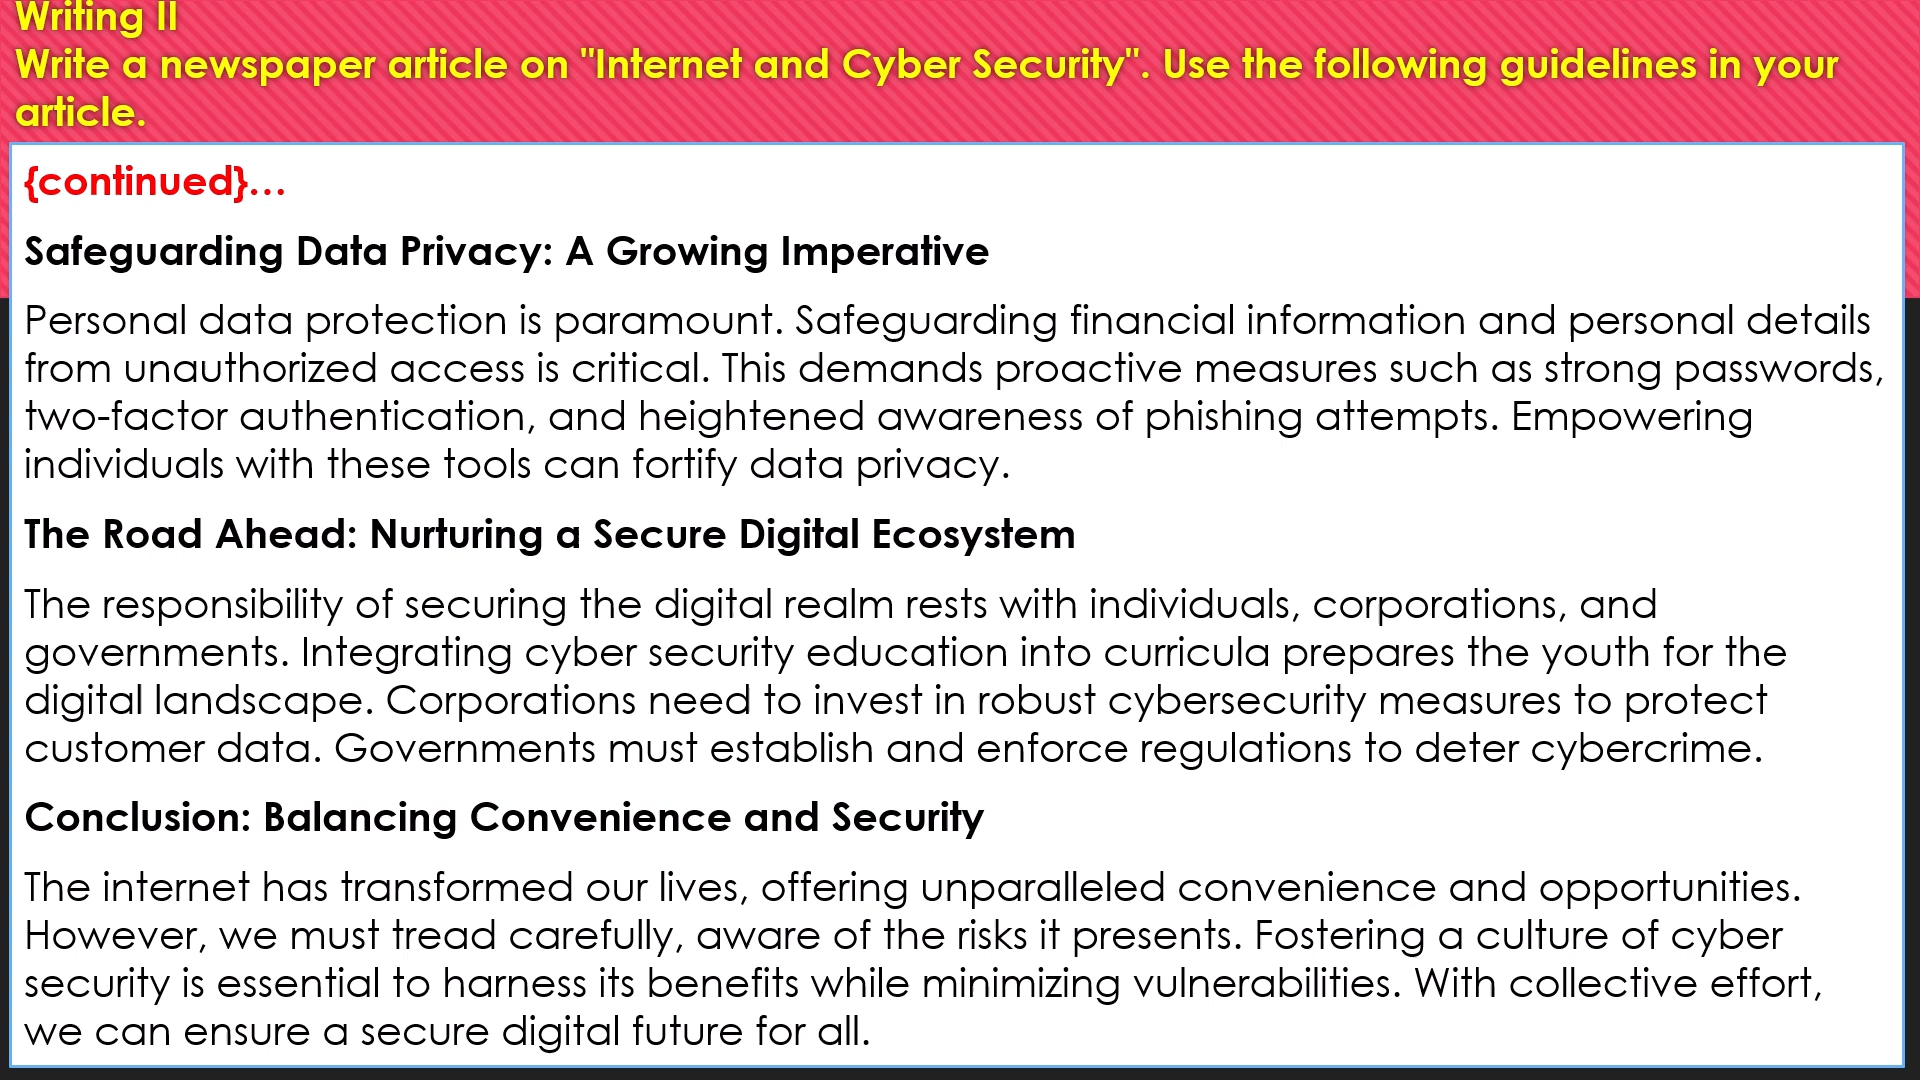 Writing II
Write a newspaper article on "Internet and Cyber Security". Use the following guidelines in your
article.
{continued}...
Safeguarding Data Privacy: A Growing Imperative
Personal data protection is paramount. Safeguarding financial information and personal details
from unauthorized access is critical. This demands proactive measures such as strong passwords,
two-factor authentication, and heightened awareness of phishing attempts. Empowering
individuals with these tools can fortify data privacy.
The Road Ahead: Nurturing a Secure Digital Ecosystem
The responsibility of securing the digital realm rests with individuals, corporations, and
governments. Integrating cyber security education into curricula prepares the youth for the
digital landscape. Corporations need to invest in robust cybersecurity measures to protect
customer data. Governments must establish and enforce regulations to deter cybercrime.
Conclusion: Balancing Convenience and Security
The internet has transformed our lives, offering unparalleled convenience and opportunities.
However, we must tread carefully, aware of the risks it presents. Fostering a culture of cyber
security is essential to harness its benefits while minimizing vulnerabilities. With collective effort,
we can ensure a secure digital future for all.